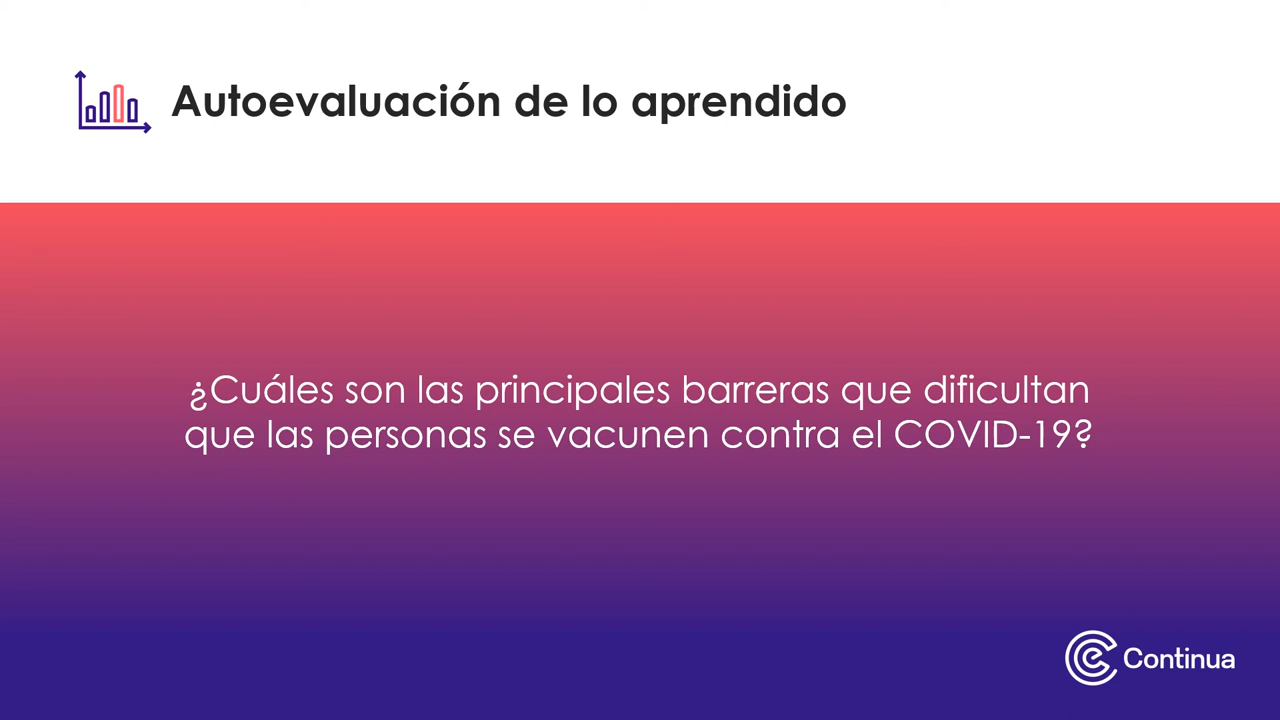 Autoevaluación de lo aprendido
¿Cuáles son las principales barreras que dificultan
que las personas se vacunen contra el COVID-19?
Continua